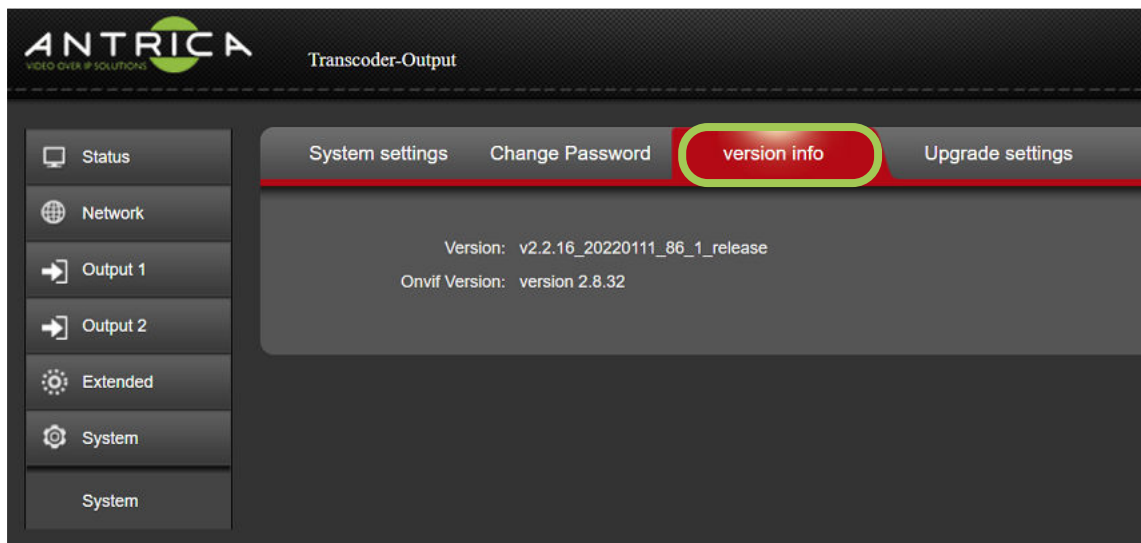 ANTRICA
VIDEO OVER IP SOLUTIONS
Transcoder-Output
Status
Network
Output 1
Output 2
Extended
System
System
System settings Change Password version info Upgrade settings
Version: v2.2.16_20220111_86_1_release
Onvif Version: version 2.8.32